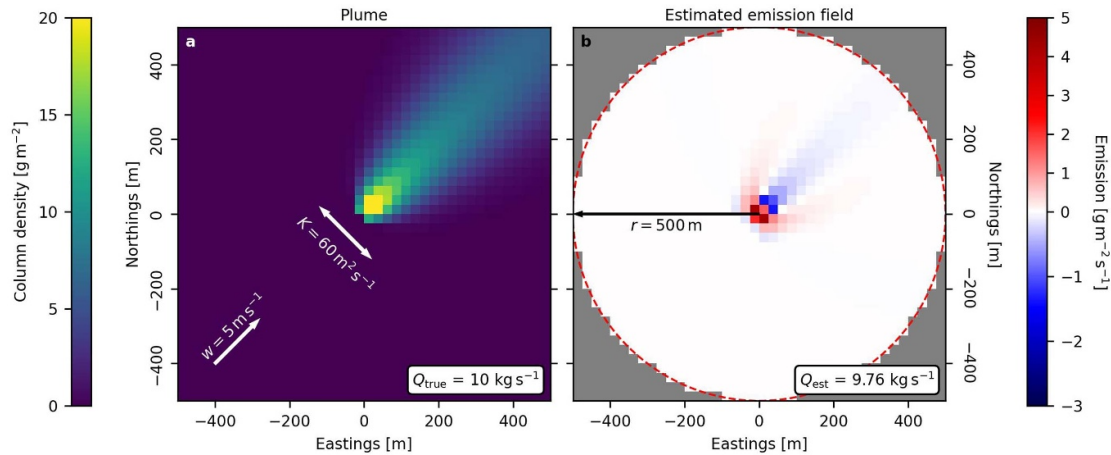 Plume
Estimated emission field
20
15
10
5
0
Column density [g m⁻²]
a
400
200
0
−200
−400
Northings [m]
K = 60 m² s⁻¹
w = 5 m s⁻¹
Q_true = 10 kg s⁻¹
−400 −200 0 200 400
Eastings [m]
b
r = 500 m
Q_est = 9.76 kg s⁻¹
400
200
0
−200
−400
Northings [m]
−400 −200 0 200 400
Eastings [m]
5
4
3
2
1
0
−1
−2
−3
Emission [g m⁻² s⁻¹]